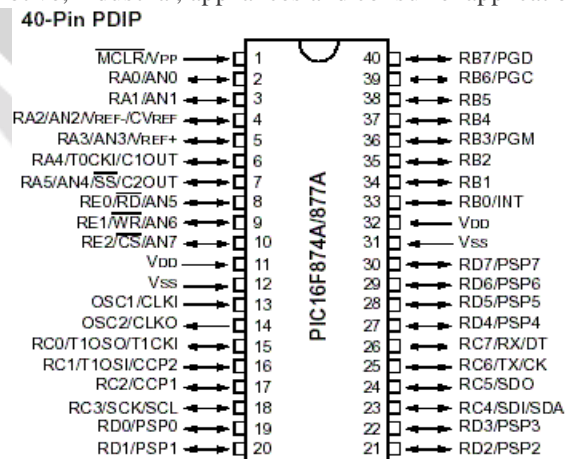 40-Pin PDIP
MCLR/VPP 1 40 RB7/PGD
RA0/AN0 2 39 RB6/PGC
RA1/AN1 3 38 RB5
RA2/AN2/VREF-/CVREF 4 37 RB4
RA3/AN3/VREF+ 5 36 RB3/PGM
RA4/T0CKI/C1OUT 6 35 RB2
RA5/AN4/SS/C2OUT 7 34 RB1
RE0/RD/AN5 8 33 RB0/INT
RE1/WR/AN6 9 32 VDD
RE2/CS/AN7 10 31 VSS
VDD 11 30 RD7/PSP7
VSS 12 29 RD6/PSP6
OSC1/CLKI 13 28 RD5/PSP5
OSC2/CLKO 14 27 RD4/PSP4
RC0/T1OSO/T1CKI 15 26 RC7/RX/DT
RC1/T1OSI/CCP2 16 25 RC6/TX/CK
RC2/CCP1 17 24 RC5/SDO
RC3/SCK/SCL 18 23 RC4/SDI/SDA
RD0/PSP0 19 22 RD3/PSP3
RD1/PSP1 20 21 RD2/PSP2
PIC16F874A/877A